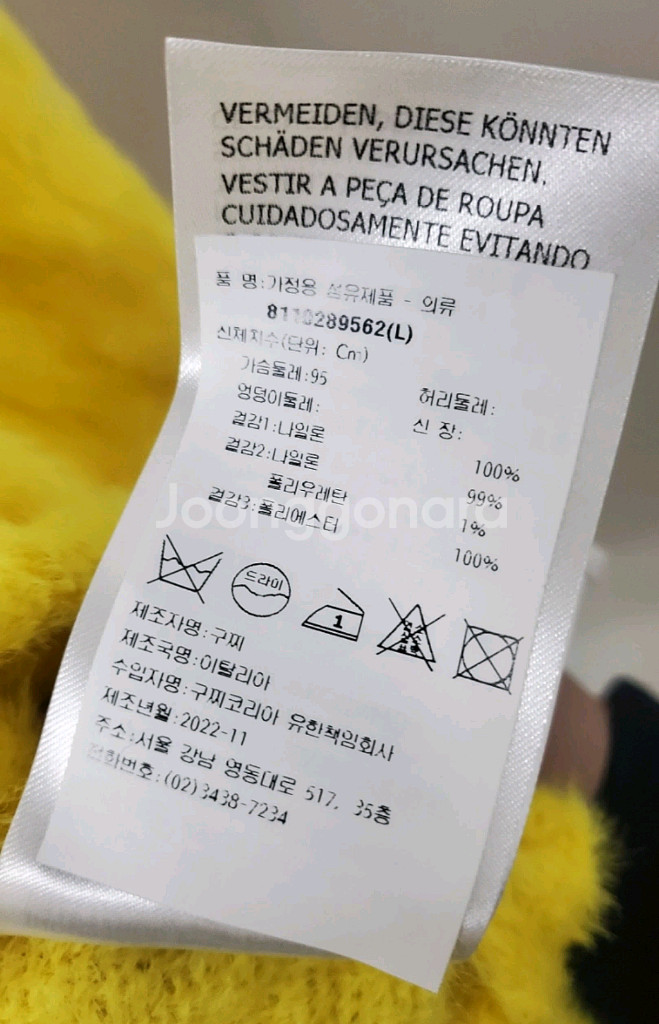 VERMEIDEN, DIESE KÖNNTEN
SCHÄDEN VERURSACHEN.
VESTIR A PEÇA DE ROUPA
CUIDADOSAMENTE EVITANDO
품 명:가정용 섬유제품 - 의류
8110289562(L)
신체치수(단위: Cm)
가슴둘레:95
허리둘레:
엉덩이둘레:
신 장:
겉감1:나일론 100%
겉감2:나일론 99%
폴리우레탄 1%
겉감3:폴리에스터 100%
Joonggonara
드라이
1
제조자명:구찌
제조국명:이탈리아
수입자명:구찌코리아 유한책임회사
제조년월:2022-11
주소:서울 강남 영동대로 517, 35층
전화번호:(02)3438-7234